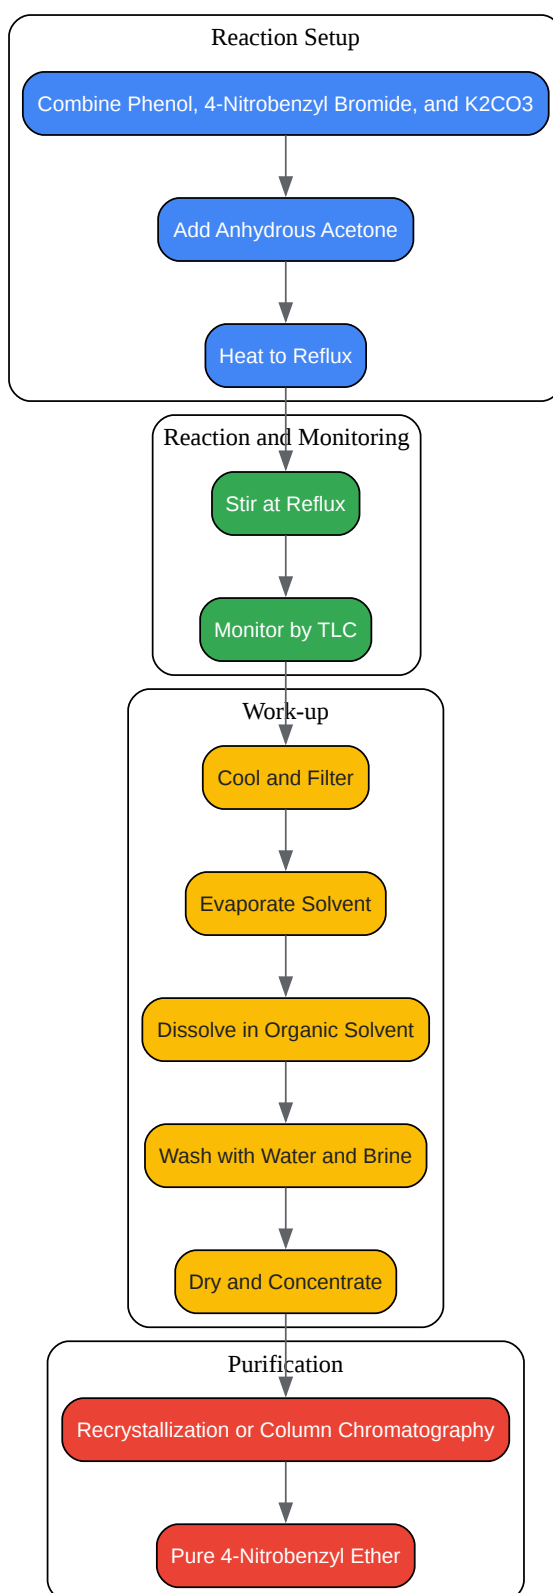 Reaction Setup
Combine Phenol, 4-Nitrobenzyl Bromide, and K2CO3
Add Anhydrous Acetone
Heat to Reflux
Reaction and Monitoring
Stir at Reflux
Monitor by TLC
Work-up
Cool and Filter
Evaporate Solvent
Dissolve in Organic Solvent
Wash with Water and Brine
Dry and Concentrate
Purification
Recrystallization or Column Chromatography
Pure 4-Nitrobenzyl Ether